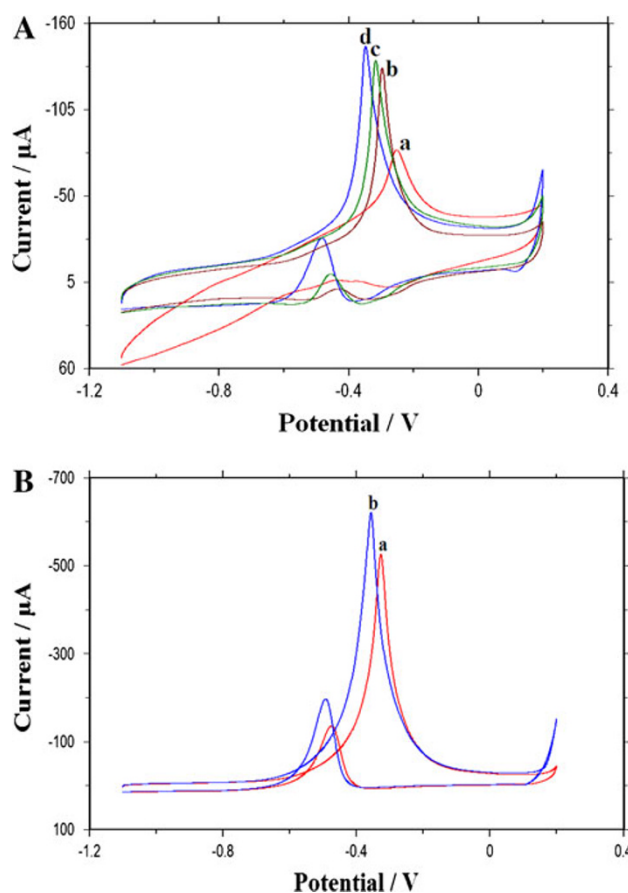 A
-160
-105
-50
5
60
Current / µA
d
c
b
a
-1.2 -0.8 -0.4 0 0.4
Potential / V
B
-700
-500
-300
-100
100
Current / µA
b
a
-1.2 -0.8 -0.4 0 0.4
Potential / V